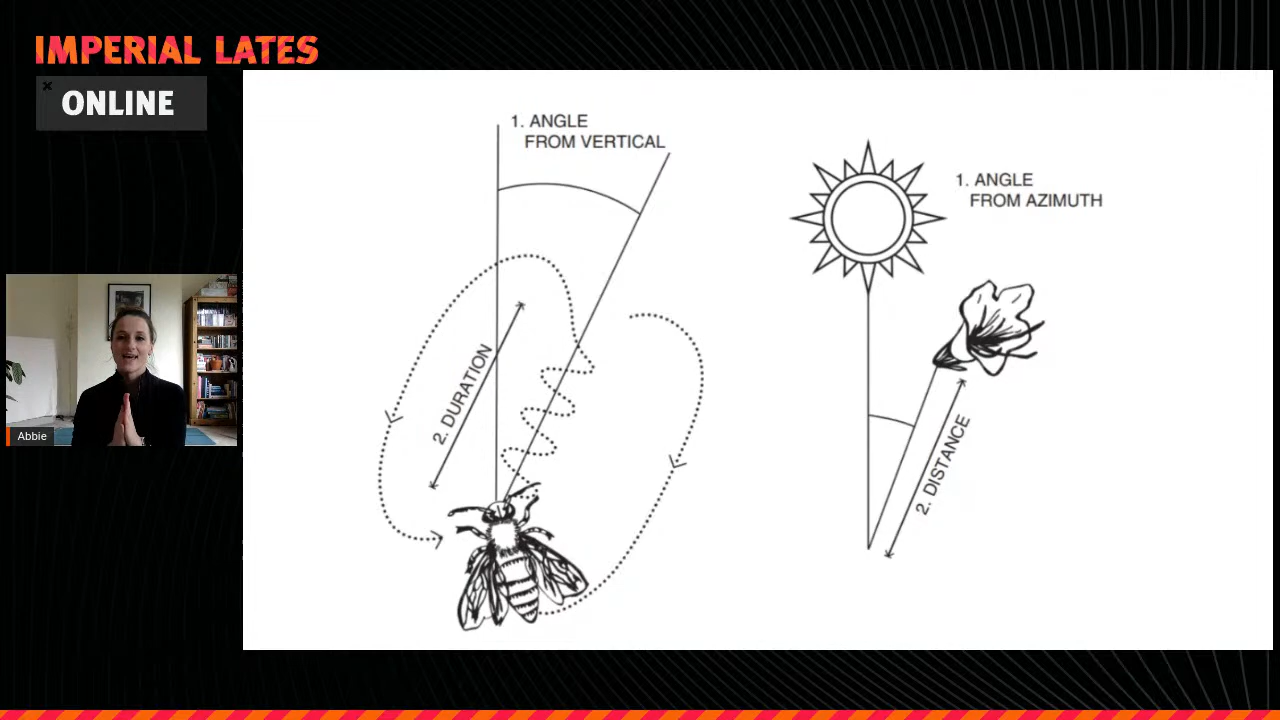 IMPERIAL LATES
ONLINE
1. ANGLE
FROM VERTICAL
2. DURATION
1. ANGLE
FROM AZIMUTH
2. DISTANCE
Abbie